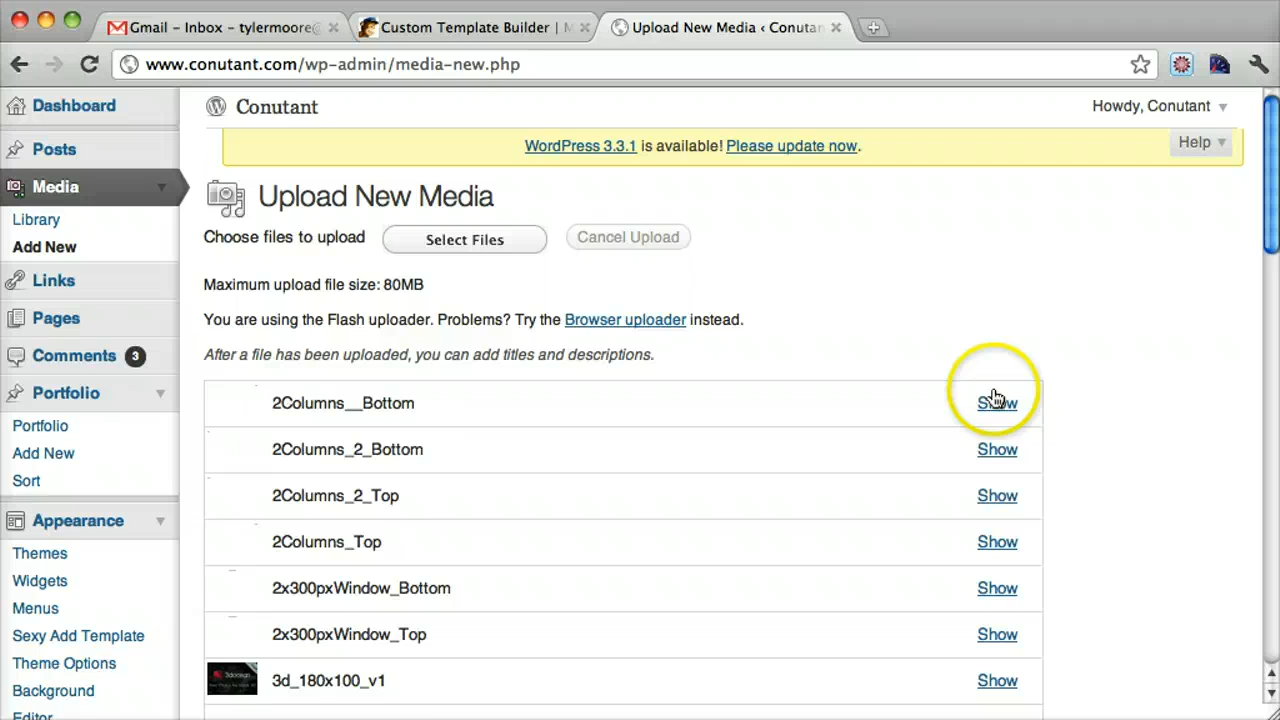 Gmail - Inbox - tylermoore@
Custom Template Builder | M
Upload New Media ‹ Conutan
www.conutant.com/wp-admin/media-new.php
Dashboard
Posts
Media
Library
Add New
Links
Pages
Comments 3
Portfolio
Portfolio
Add New
Sort
Appearance
Themes
Widgets
Menus
Sexy Add Template
Theme Options
Background
Editor
Conutant
Howdy, Conutant
WordPress 3.3.1 is available! Please update now.
Help
Upload New Media
Choose files to upload
Select Files
Cancel Upload
Maximum upload file size: 80MB
You are using the Flash uploader. Problems? Try the Browser uploader instead.
After a file has been uploaded, you can add titles and descriptions.
2Columns__Bottom Show
2Columns_2_Bottom Show
2Columns_2_Top Show
2Columns_Top Show
2x300pxWindow_Bottom Show
2x300pxWindow_Top Show
3d_180x100_v1 Show